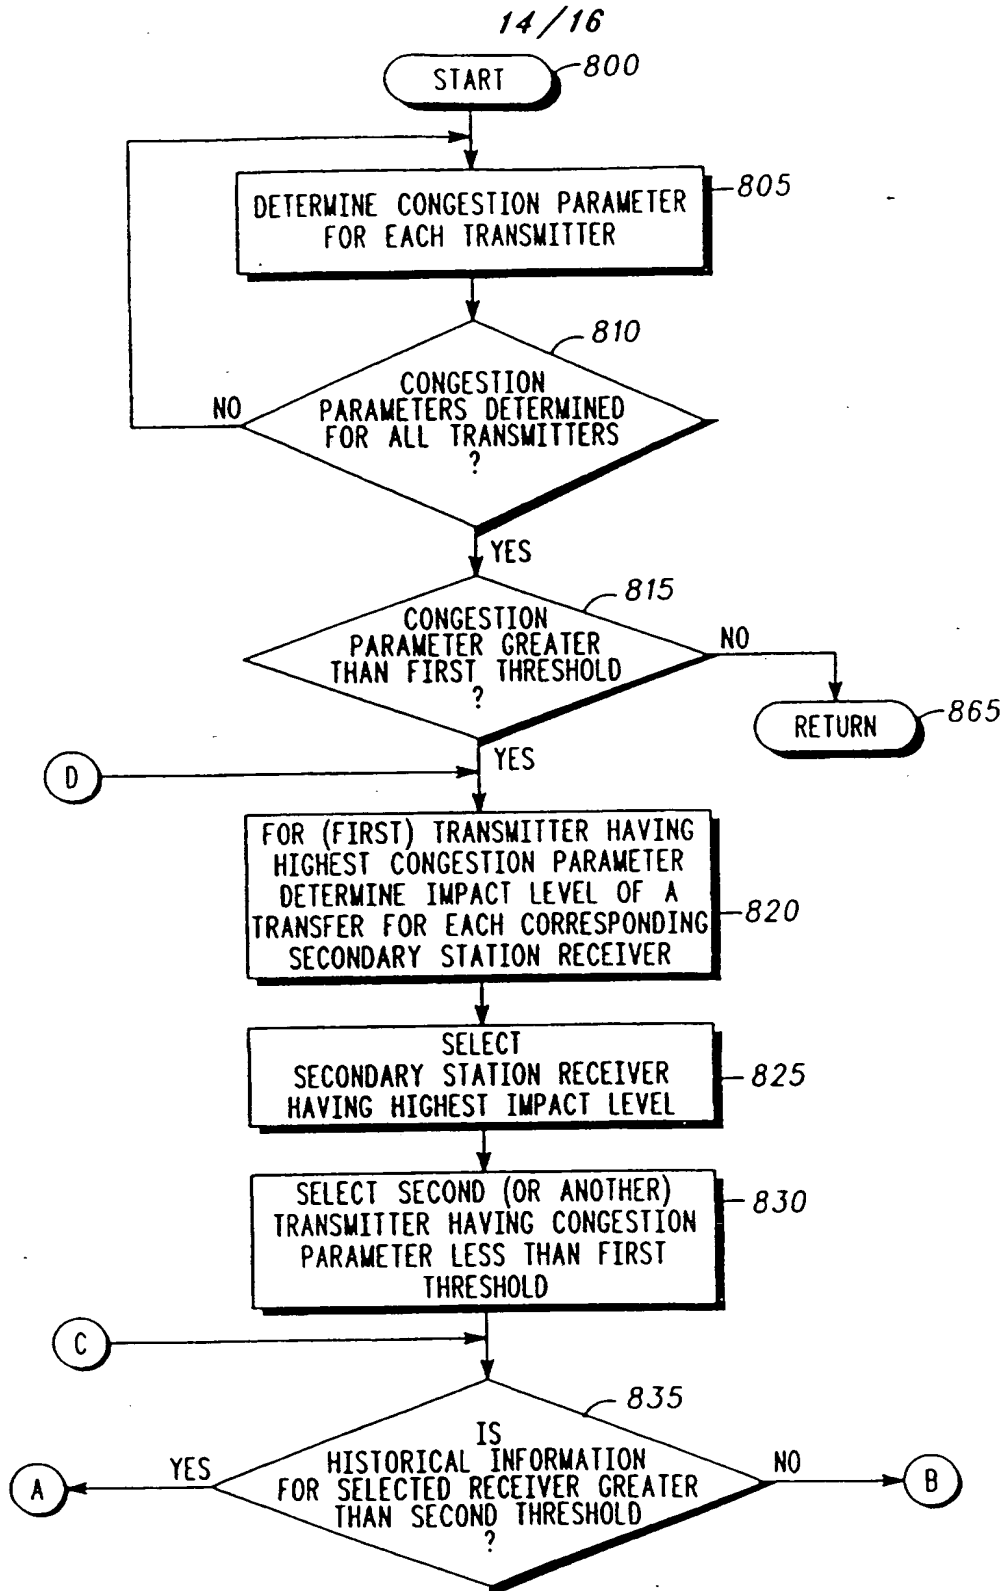 14/16
START
800
DETERMINE CONGESTION PARAMETER
FOR EACH TRANSMITTER
805
810
CONGESTION
PARAMETERS DETERMINED
FOR ALL TRANSMITTERS
?
NO
YES
815
CONGESTION
PARAMETER GREATER
THAN FIRST THRESHOLD
?
NO
RETURN
865
YES
D
FOR (FIRST) TRANSMITTER HAVING
HIGHEST CONGESTION PARAMETER
DETERMINE IMPACT LEVEL OF A
TRANSFER FOR EACH CORRESPONDING
SECONDARY STATION RECEIVER
820
SELECT
SECONDARY STATION RECEIVER
HAVING HIGHEST IMPACT LEVEL
825
SELECT SECOND (OR ANOTHER)
TRANSMITTER HAVING CONGESTION
PARAMETER LESS THAN FIRST
THRESHOLD
830
C
835
IS
HISTORICAL INFORMATION
FOR SELECTED RECEIVER GREATER
THAN SECOND THRESHOLD
?
YES
A
NO
B